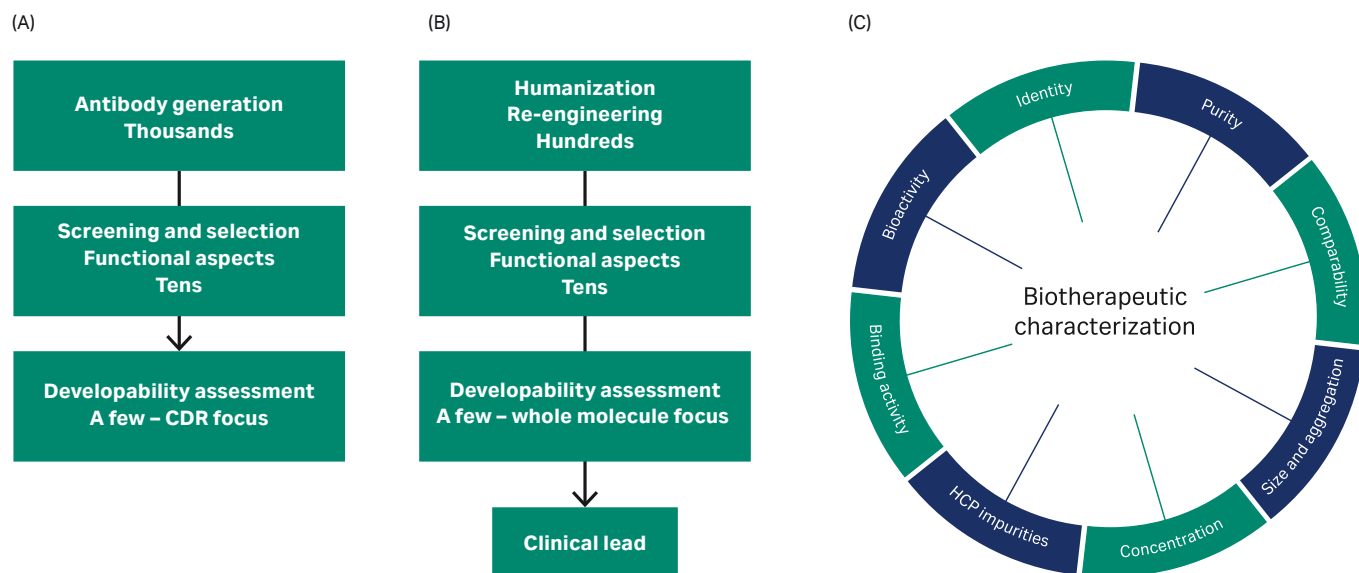 (A)
Antibody generation
Thousands
Screening and selection
Functional aspects
Tens
Developability assessment
A few – CDR focus
(B)
Humanization
Re-engineering
Hundreds
Screening and selection
Functional aspects
Tens
Developability assessment
A few – whole molecule focus
Clinical lead
(C)
Identity
Purity
Comparability
Size and aggregation
Concentration
HCP impurities
Binding activity
Bioactivity
Biotherapeutic
characterization